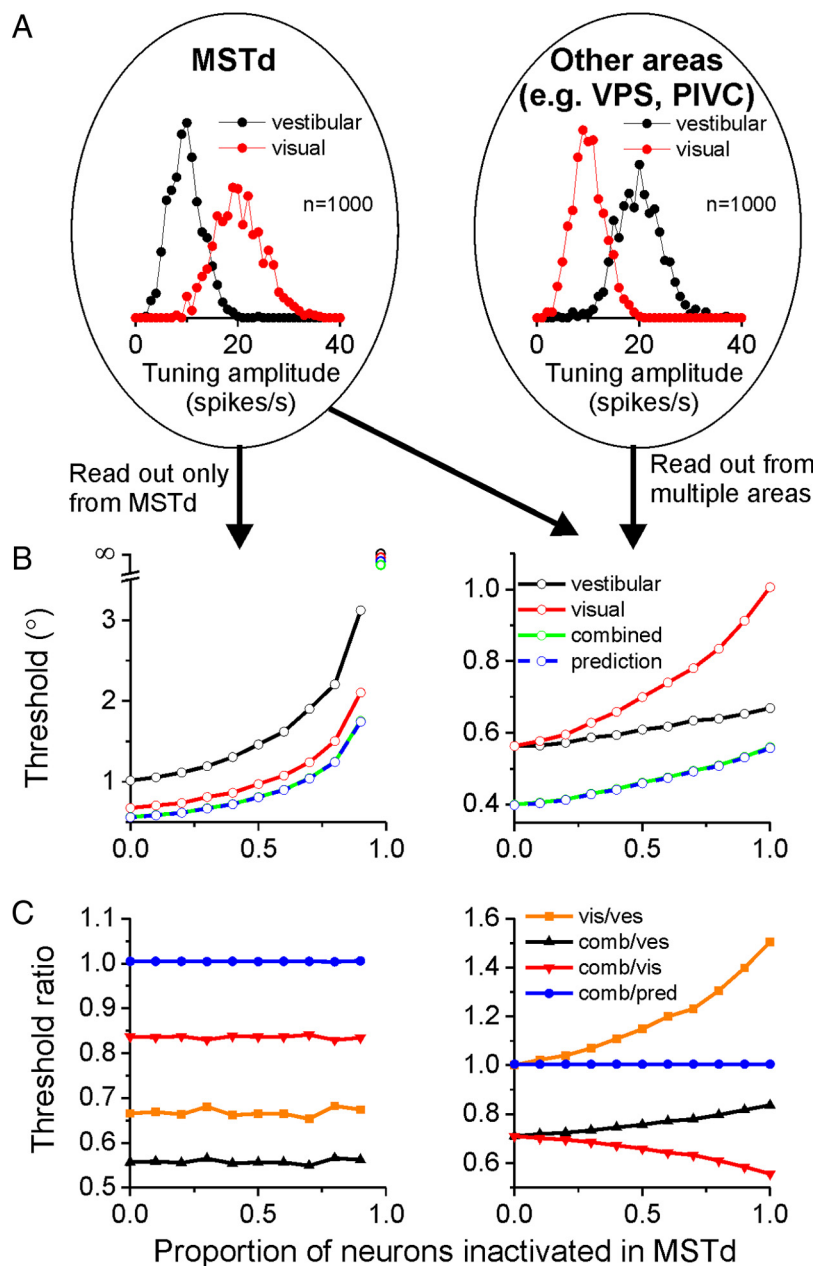 A
MSTd
vestibular
visual
n=1000
0 20 40
Tuning amplitude
(spikes/s)
Other areas
(e.g. VPS, PIVC)
vestibular
visual
n=1000
0 20 40
Tuning amplitude
(spikes/s)
Read out only
from MSTd
Read out from
multiple areas
B
∞
3
2
1
Threshold (°)
0.0 0.5 1.0
1.0
0.8
0.6
0.4
vestibular
visual
combined
prediction
0.0 0.5 1.0
C
1.1
1.0
0.9
0.8
0.7
0.6
0.5
Threshold ratio
0.0 0.5 1.0
1.6
1.4
1.2
1.0
0.8
0.6
vis/ves
comb/ves
comb/vis
comb/pred
0.0 0.5 1.0
Proportion of neurons inactivated in MSTd